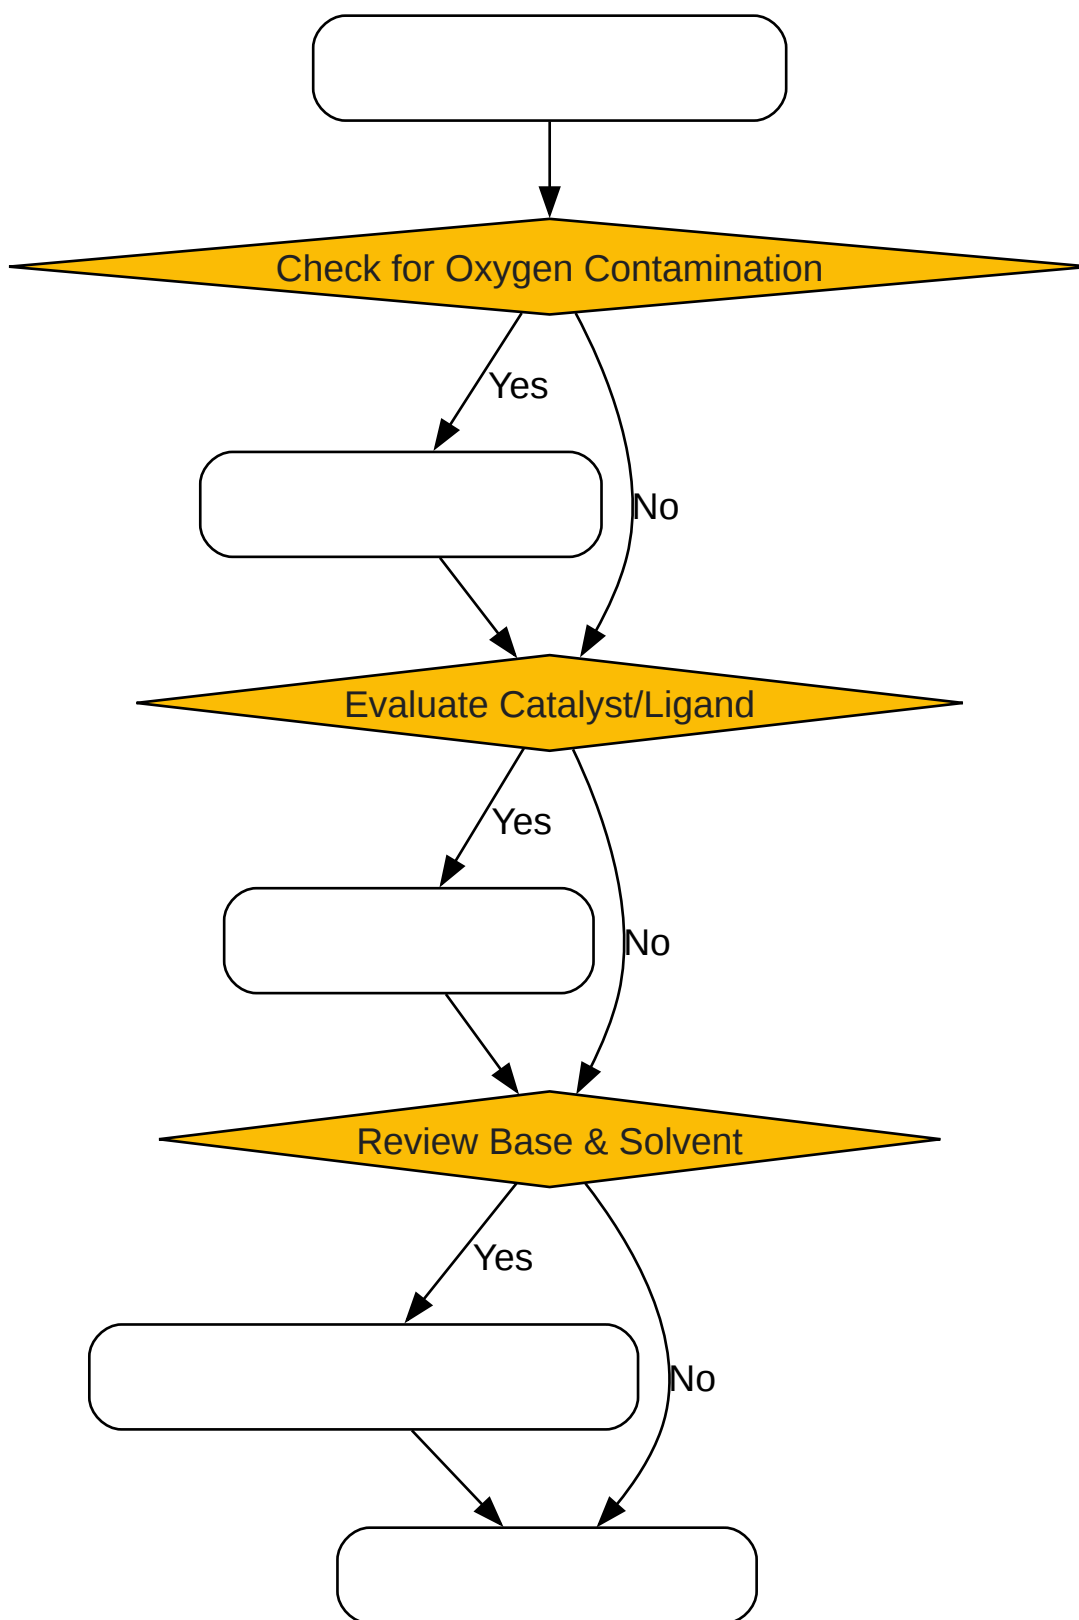 Check for Oxygen Contamination
Yes
No
Evaluate Catalyst/Ligand
Yes
No
Review Base & Solvent
Yes
No